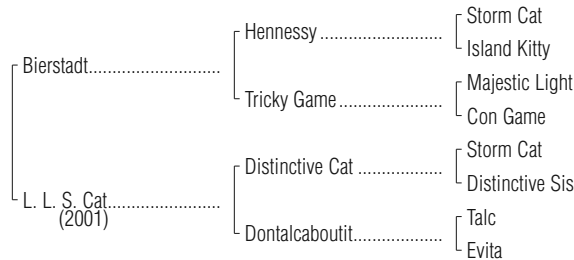 Storm Cat
Hennessy
Island Kitty
Bierstadt
Majestic Light
Tricky Game
Con Game
Storm Cat
Distinctive Cat
Distinctive Sis
L. L. S. Cat
(2001)
Talc
Dontalcaboutit
Evita